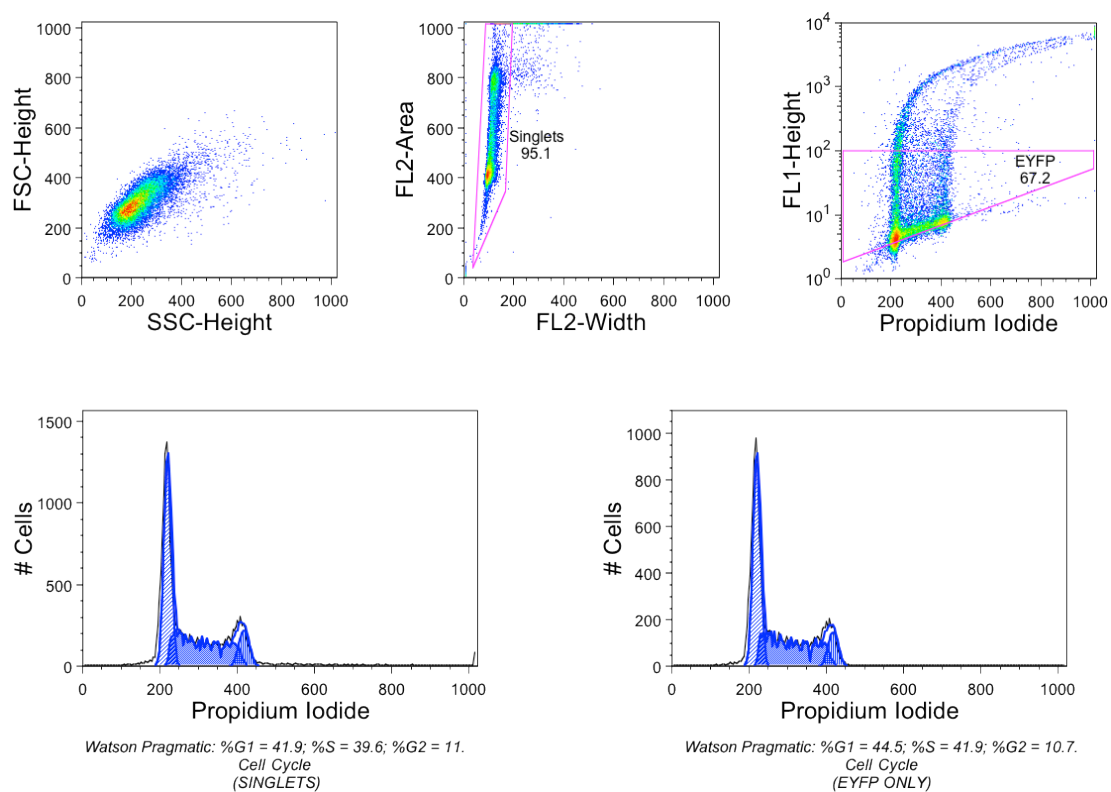 FSC-Height
1000
800
600
400
200
0
0 200 400 600 800 1000
SSC-Height
FL2-Area
1000
800
600
400
200
0
Singlets
95.1
0 200 400 600 800 1000
FL2-Width
FL1-Height
10^4
10^3
10^2
10^1
10^0
EYFP
67.2
0 200 400 600 800 1000
Propidium Iodide
# Cells
1500
1000
500
0
0 200 400 600 800 1000
Propidium Iodide
Watson Pragmatic: %G1 = 41.9; %S = 39.6; %G2 = 11.
Cell Cycle
(SINGLETS)
# Cells
1000
800
600
400
200
0
0 200 400 600 800 1000
Propidium Iodide
Watson Pragmatic: %G1 = 44.5; %S = 41.9; %G2 = 10.7.
Cell Cycle
(EYFP ONLY)